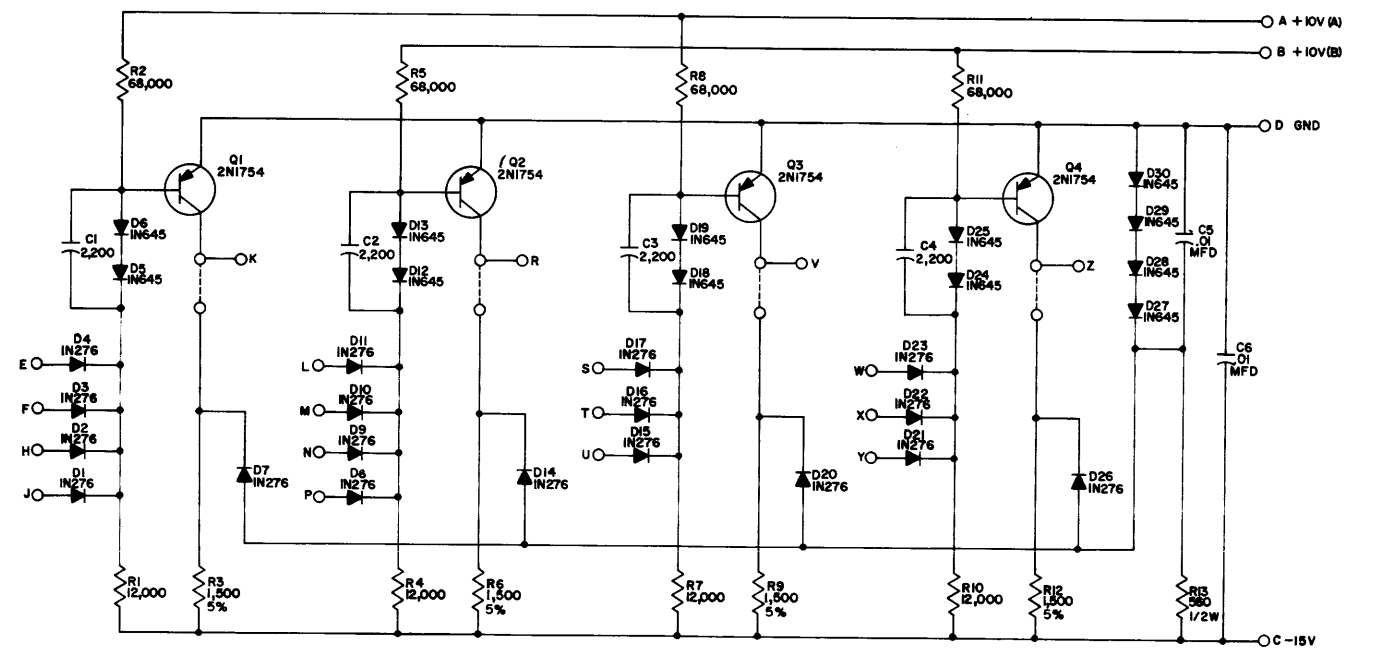 A +10V (A)
B +10V (B)
R2
68,000
R5
68,000
R8
68,000
R11
68,000
D GND
Q1
2N1754
Q2
2N1754
Q3
2N1754
Q4
2N1754
D30
IN645
D29
IN645
D28
IN645
D27
IN645
C5
.01
MFD
C6
.01
MFD
D6
IN645
D5
IN645
C1
2,200
K
D13
IN645
D12
IN645
C2
2,200
R
D19
IN645
D18
IN645
C3
2,200
V
D25
IN645
D24
IN645
C4
2,200
Z
D4
IN276
E
D3
IN276
F
D2
IN276
H
D1
IN276
J
D7
IN276
D11
IN276
L
D10
IN276
M
D9
IN276
N
D8
IN276
P
D14
IN276
D17
IN276
S
D16
IN276
T
D15
IN276
U
D20
IN276
D23
IN276
W
D22
IN276
X
D21
IN276
Y
D26
IN276
R1
12,000
R3
1,500
5%
R4
12,000
R6
1,500
5%
R7
12,000
R9
1,500
5%
R10
12,000
R12
1,500
5%
R13
560
1/2W
C -15V